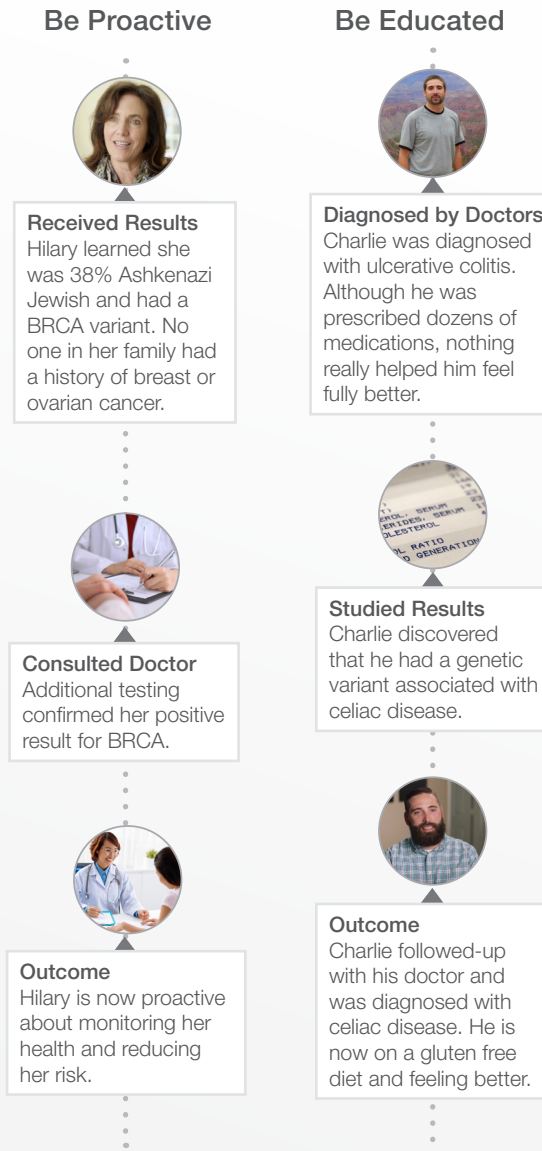 Be Proactive
Received Results
Hilary learned she
was 38% Ashkenazi
Jewish and had a
BRCA variant. No
one in her family had
a history of breast or
ovarian cancer.
Consulted Doctor
Additional testing
confirmed her positive
result for BRCA.
Outcome
Hilary is now proactive
about monitoring her
health and reducing
her risk.
Be Educated
Diagnosed by Doctors
Charlie was diagnosed
with ulcerative colitis.
Although he was
prescribed dozens of
medications, nothing
really helped him feel
fully better.
SERUM
SERUM
RATIO
GENERATION
Studied Results
Charlie discovered
that he had a genetic
variant associated with
celiac disease.
Outcome
Charlie followed-up
with his doctor and
was diagnosed with
celiac disease. He is
now on a gluten free
diet and feeling better.